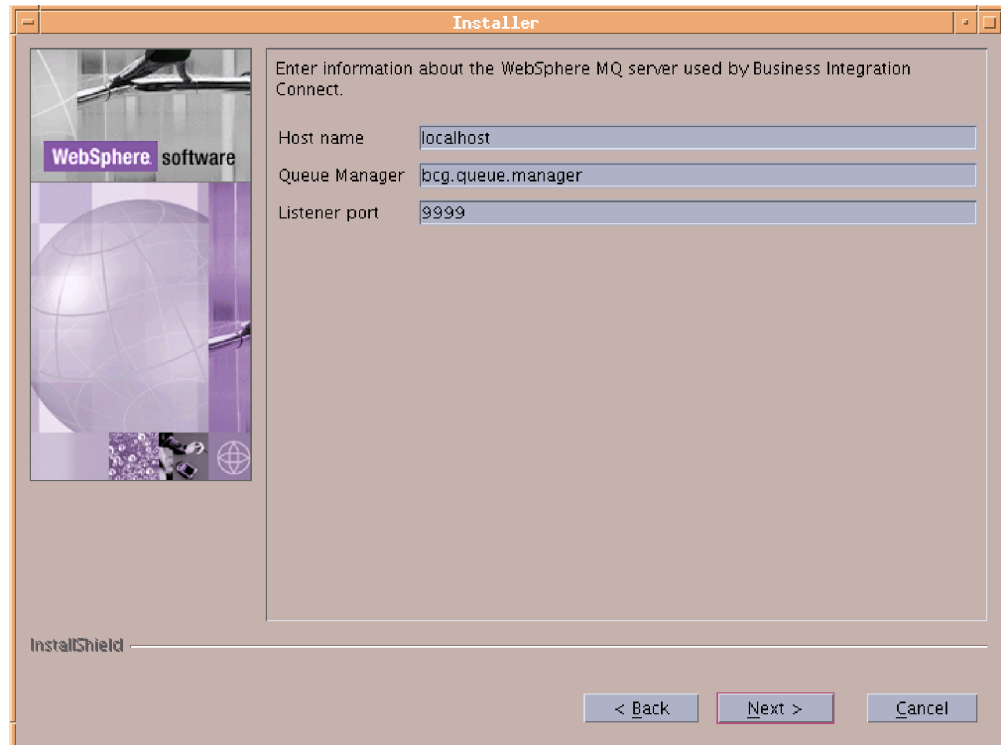 Installer
WebSphere software
Enter information about the WebSphere MQ server used by Business Integration
Connect.
Host name localhost
Queue Manager bcg.queue.manager
Listener port 9999
InstallShield
< Back Next > Cancel